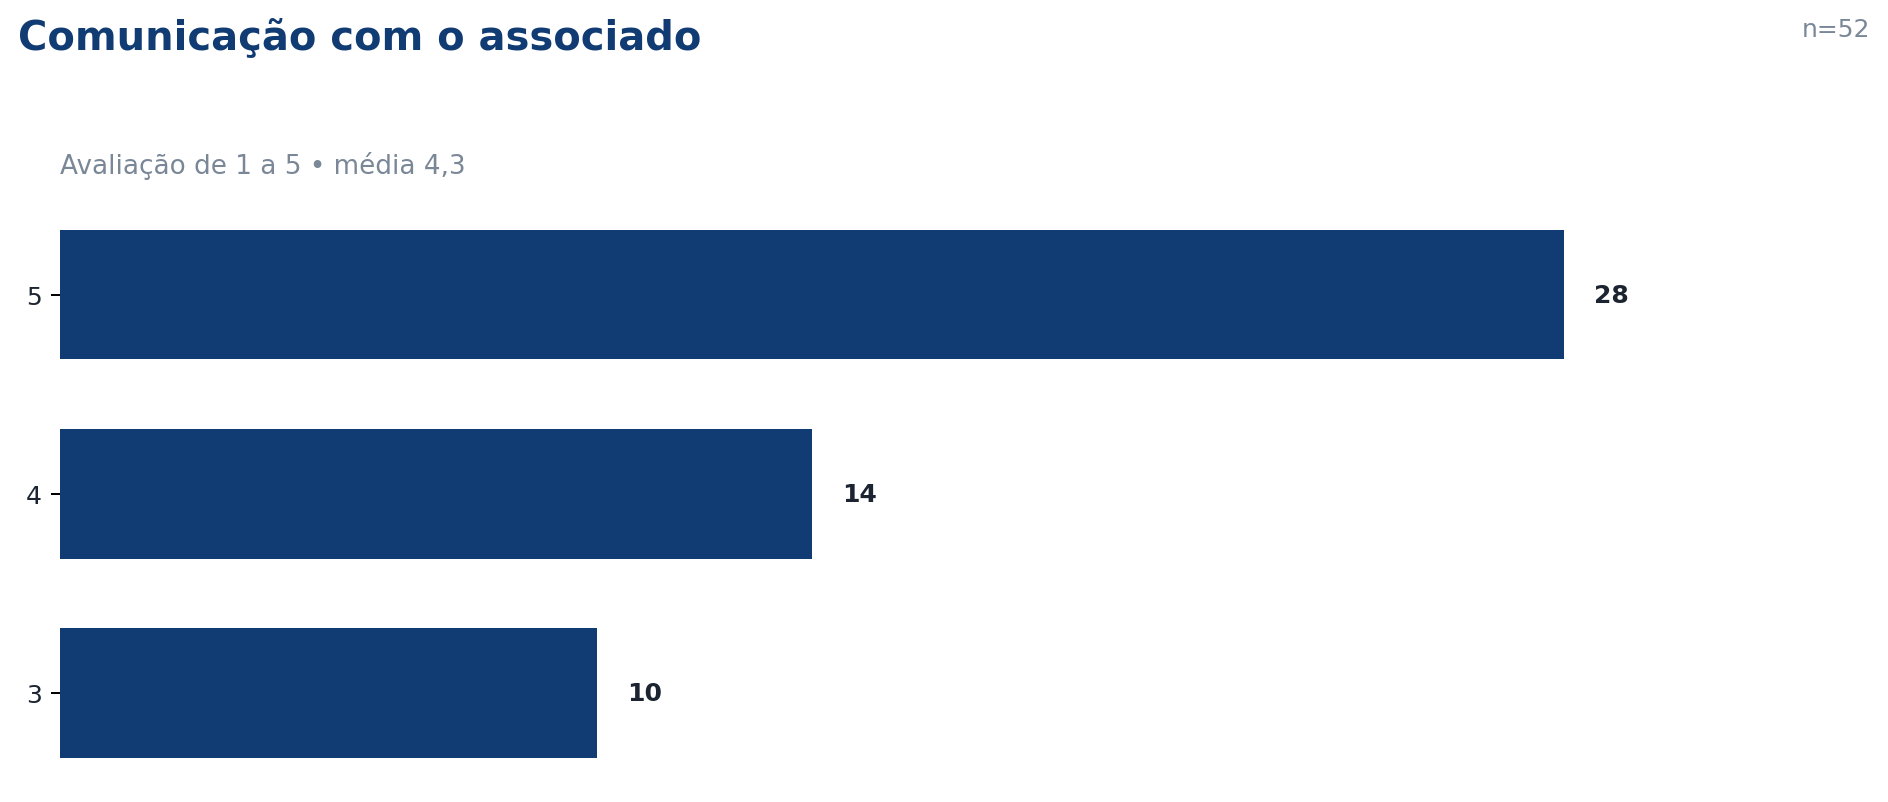 Comunicação com o associado
n=52
Avaliação de 1 a 5 • média 4,3
5
28
4
14
3
10